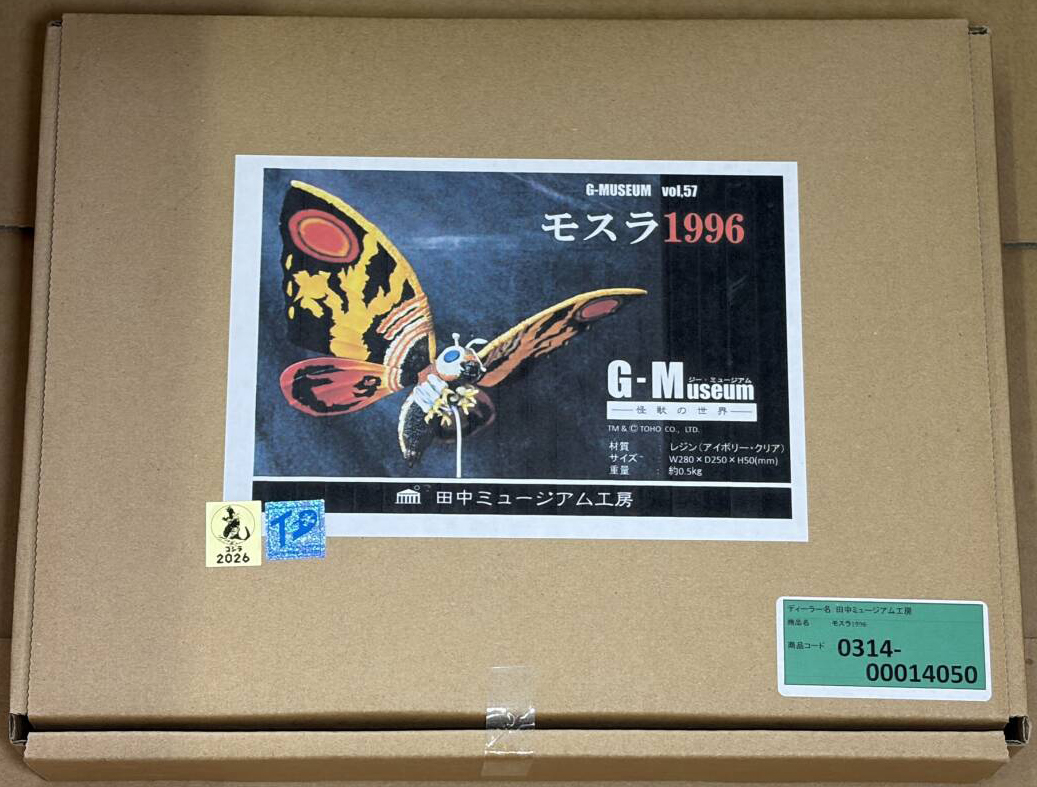 G-MUSEUM vol,57
モスラ1996
G-Museum
ジー・ミュージアム
怪獣の世界
TM & © TOHO CO., LTD.
材質 レジン(アイボリー・クリア)
サイズ W280×D250×H50(mm)
重量 : 約0.5kg
田中ミュージアム工房
ゴジラ
2026
ディーラー名 田中ミュージアム工房
商品名 モスラ1996
商品コード 0314-
00014050